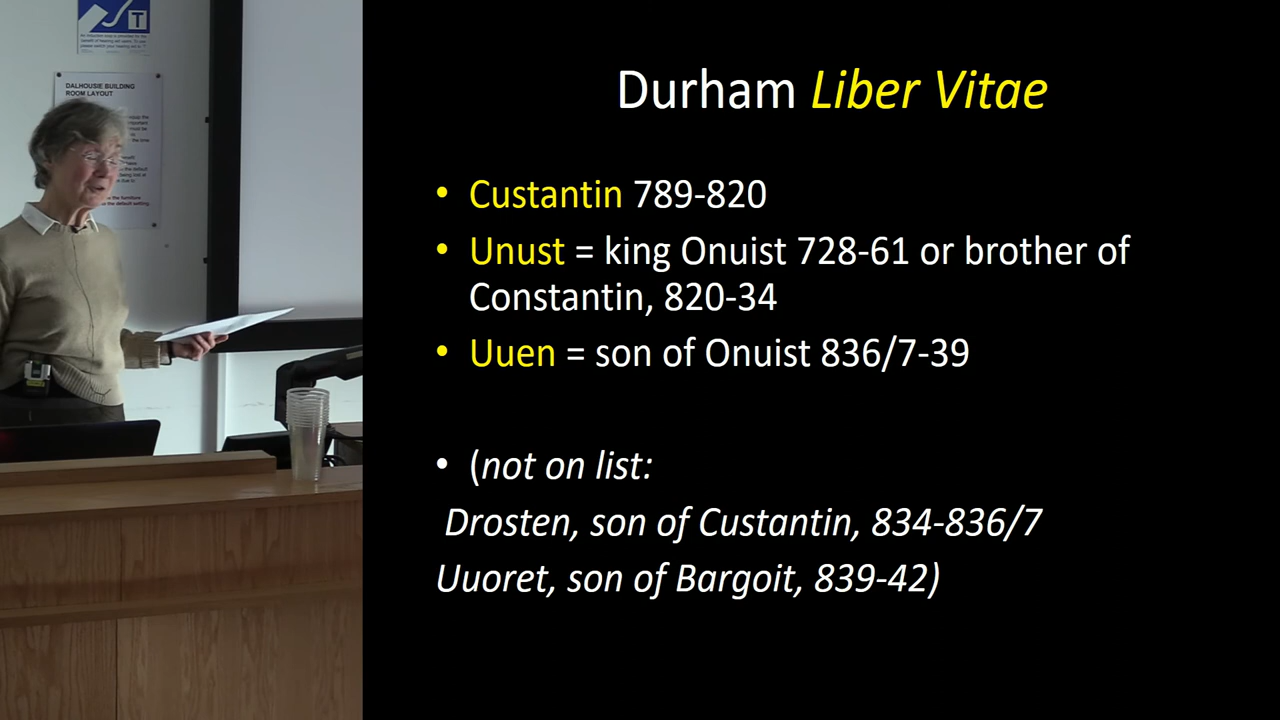 T
DALHOUSIE BUILDING
ROOM LAYOUT
Durham Liber Vitae
• Custantin 789-820
• Unust = king Onuist 728-61 or brother of
Constantin, 820-34
• Uuen = son of Onuist 836/7-39
• (not on list:
Drosten, son of Custantin, 834-836/7
Uuoret, son of Bargoit, 839-42)